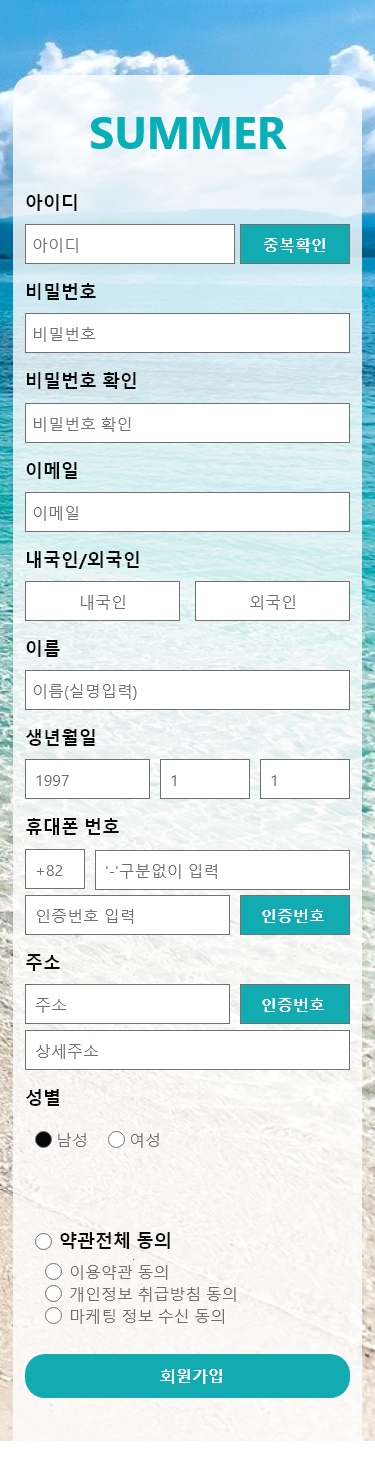 SUMMER
아이디
아이디 중복확인
비밀번호
비밀번호
비밀번호 확인
비밀번호 확인
이메일
이메일
내국인/외국인
내국인 외국인
이름
이름(실명입력)
생년월일
1997 1 1
휴대폰 번호
+82 '-'구분없이 입력
인증번호 입력 인증번호
주소
주소 인증번호
상세주소
성별
남성 여성
약관전체 동의
이용약관 동의
개인정보 취급방침 동의
마케팅 정보 수신 동의
회원가입